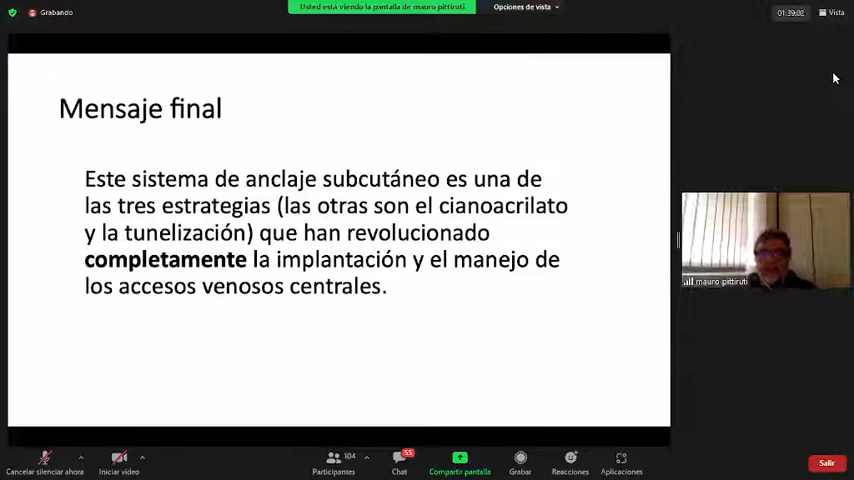 Grabando
Usted está viendo la pantalla de mauro pittiruti
Opciones de vista
01:39:02
Vista
Mensaje final
Este sistema de anclaje subcutáneo es una de
las tres estrategias (las otras son el cianoacrilato
y la tunelización) que han revolucionado
completamente la implantación y el manejo de
los accesos venosos centrales.
mauro pittiruti
Cancelar silenciar ahora
Iniciar video
104
Participantes
55
Chat
Compartir pantalla
Grabar
Reacciones
Aplicaciones
Salir